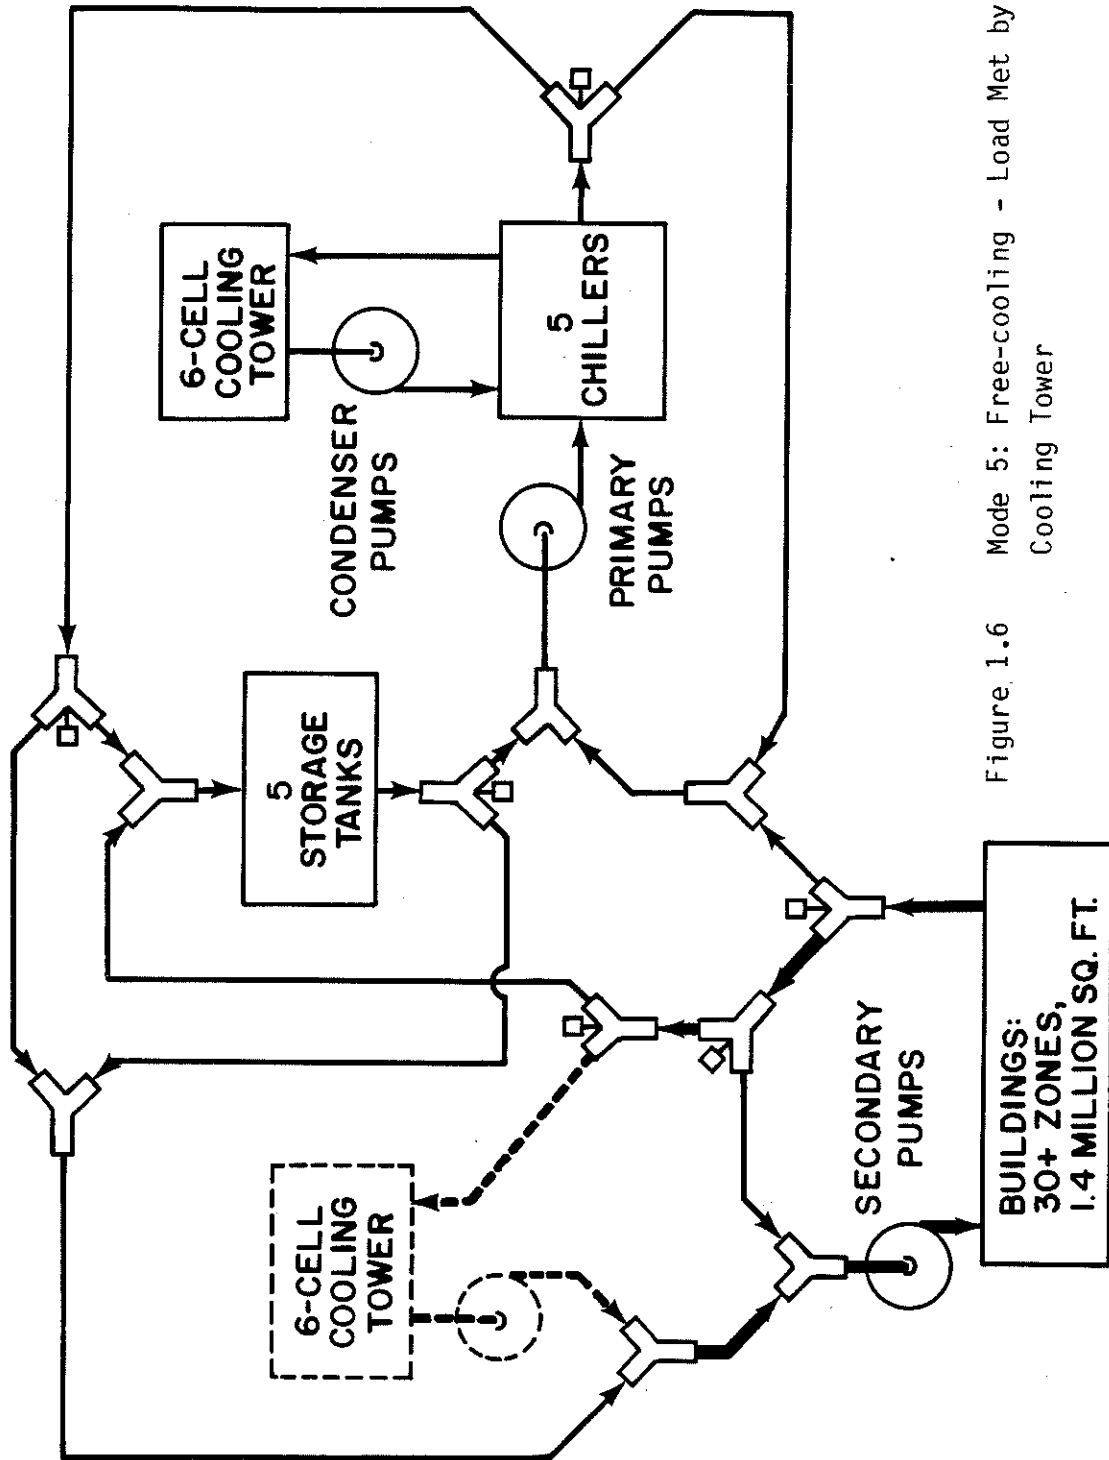 6-CELL
COOLING
TOWER
CONDENSER
PUMPS
5
CHILLERS
PRIMARY
PUMPS
5
STORAGE
TANKS
6-CELL
COOLING
TOWER
SECONDARY
PUMPS
BUILDINGS:
30+ ZONES,
1.4 MILLION SQ. FT.
Figure 1.6 Mode 5: Free-cooling - Load Met by
Cooling Tower